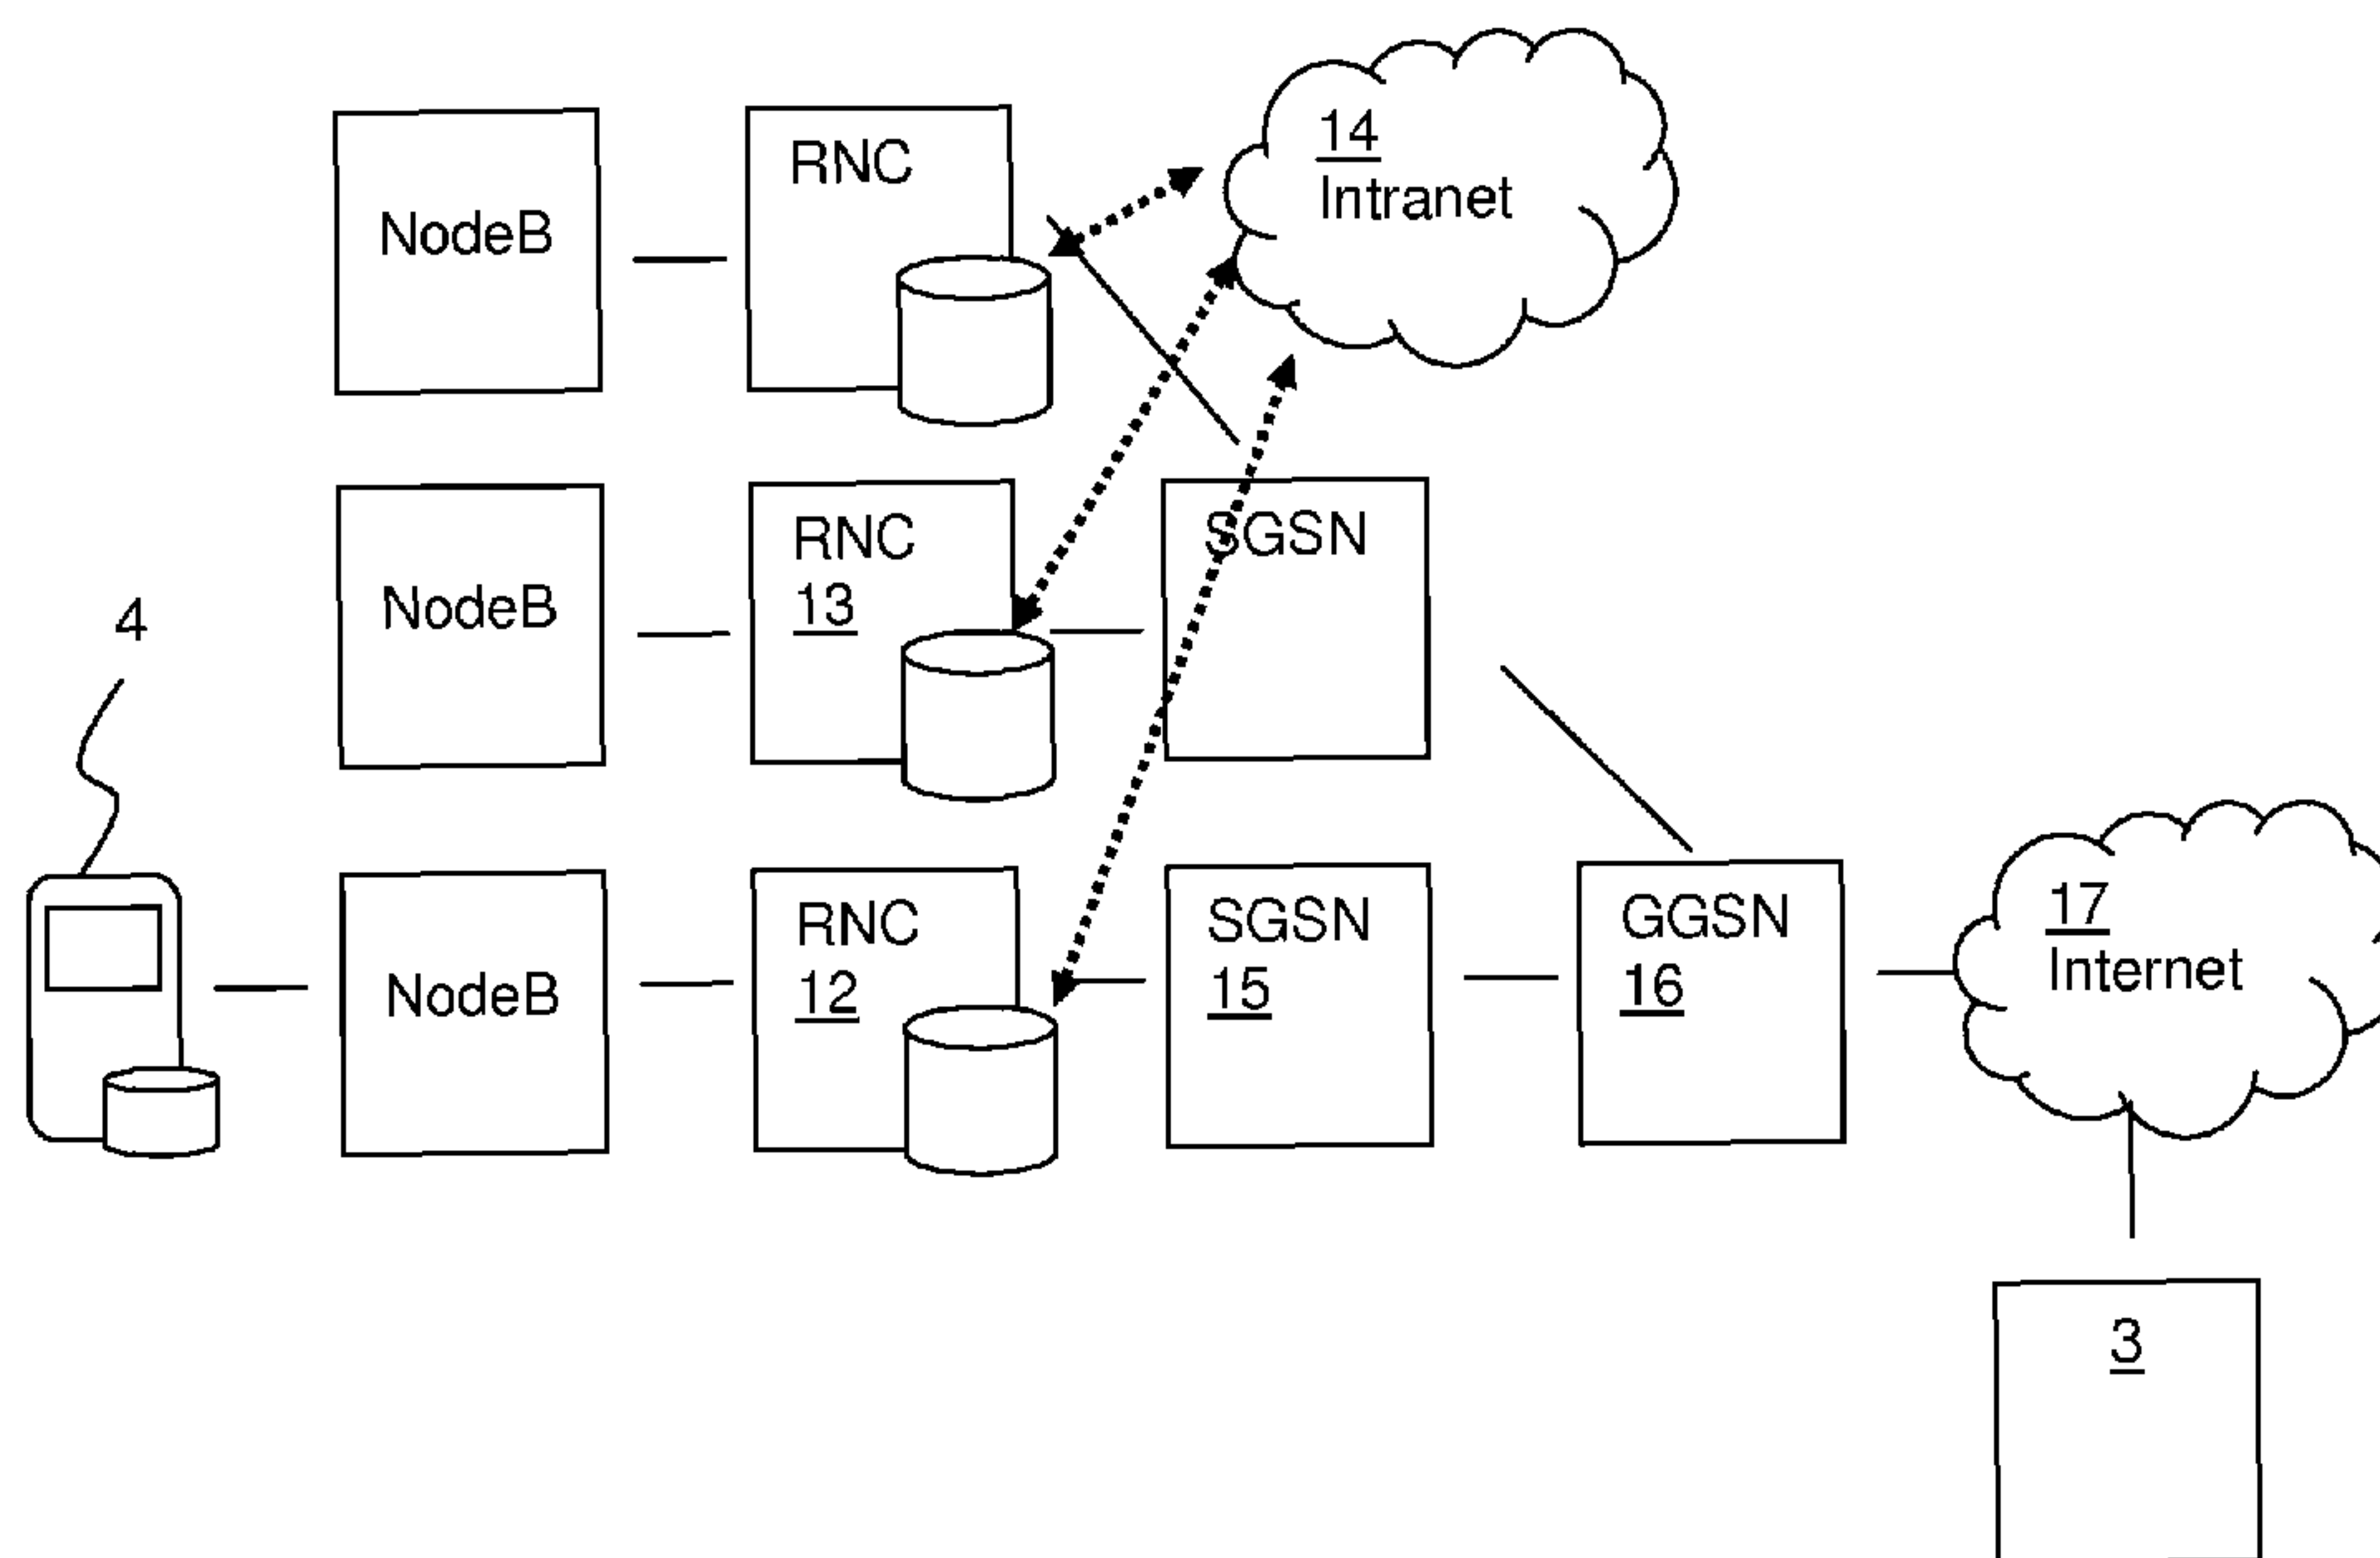 14
Intranet
RNC
NodeB
RNC
13
NodeB
SGSN
4
RNC
12
NodeB
SGSN
15
GGSN
16
17
Internet
3